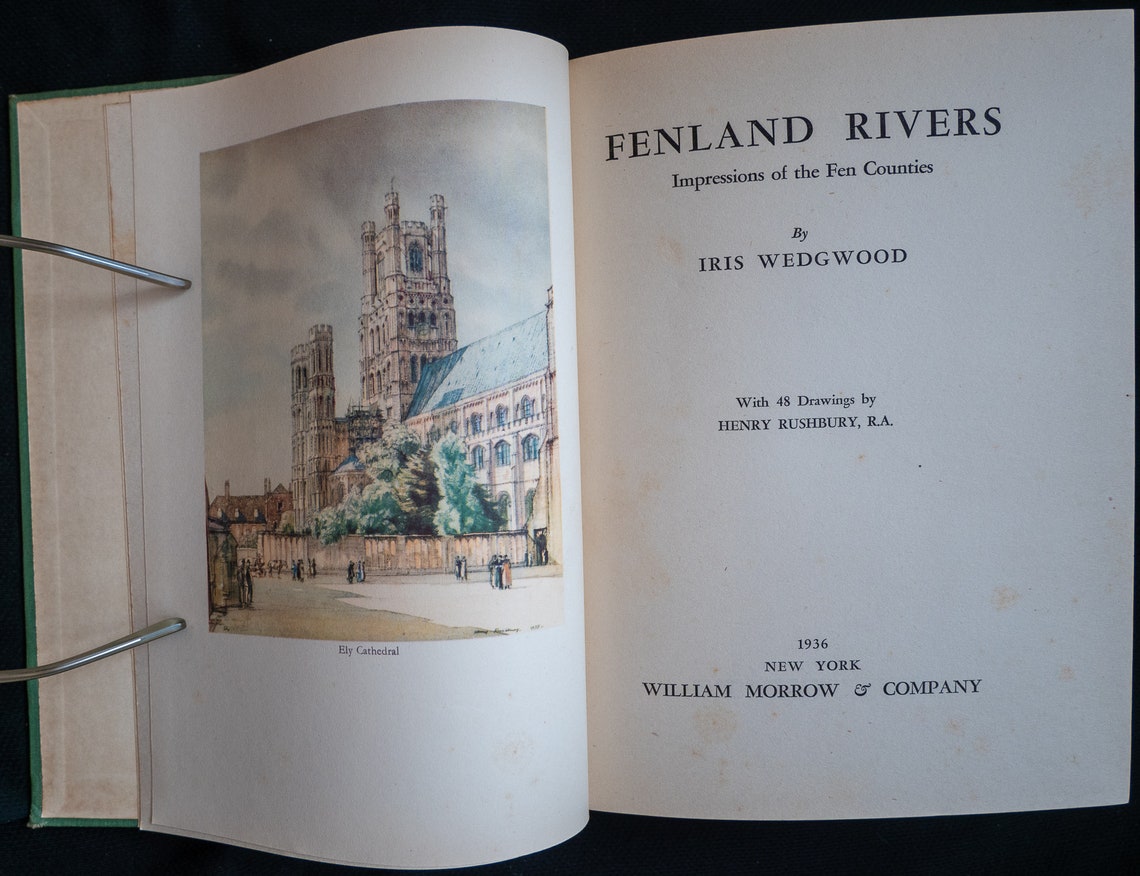 Ely Cathedral
FENLAND RIVERS
Impressions of the Fen Counties
By
IRIS WEDGWOOD
With 48 Drawings by
HENRY RUSHBURY, R.A.
1936
NEW YORK
WILLIAM MORROW & COMPANY